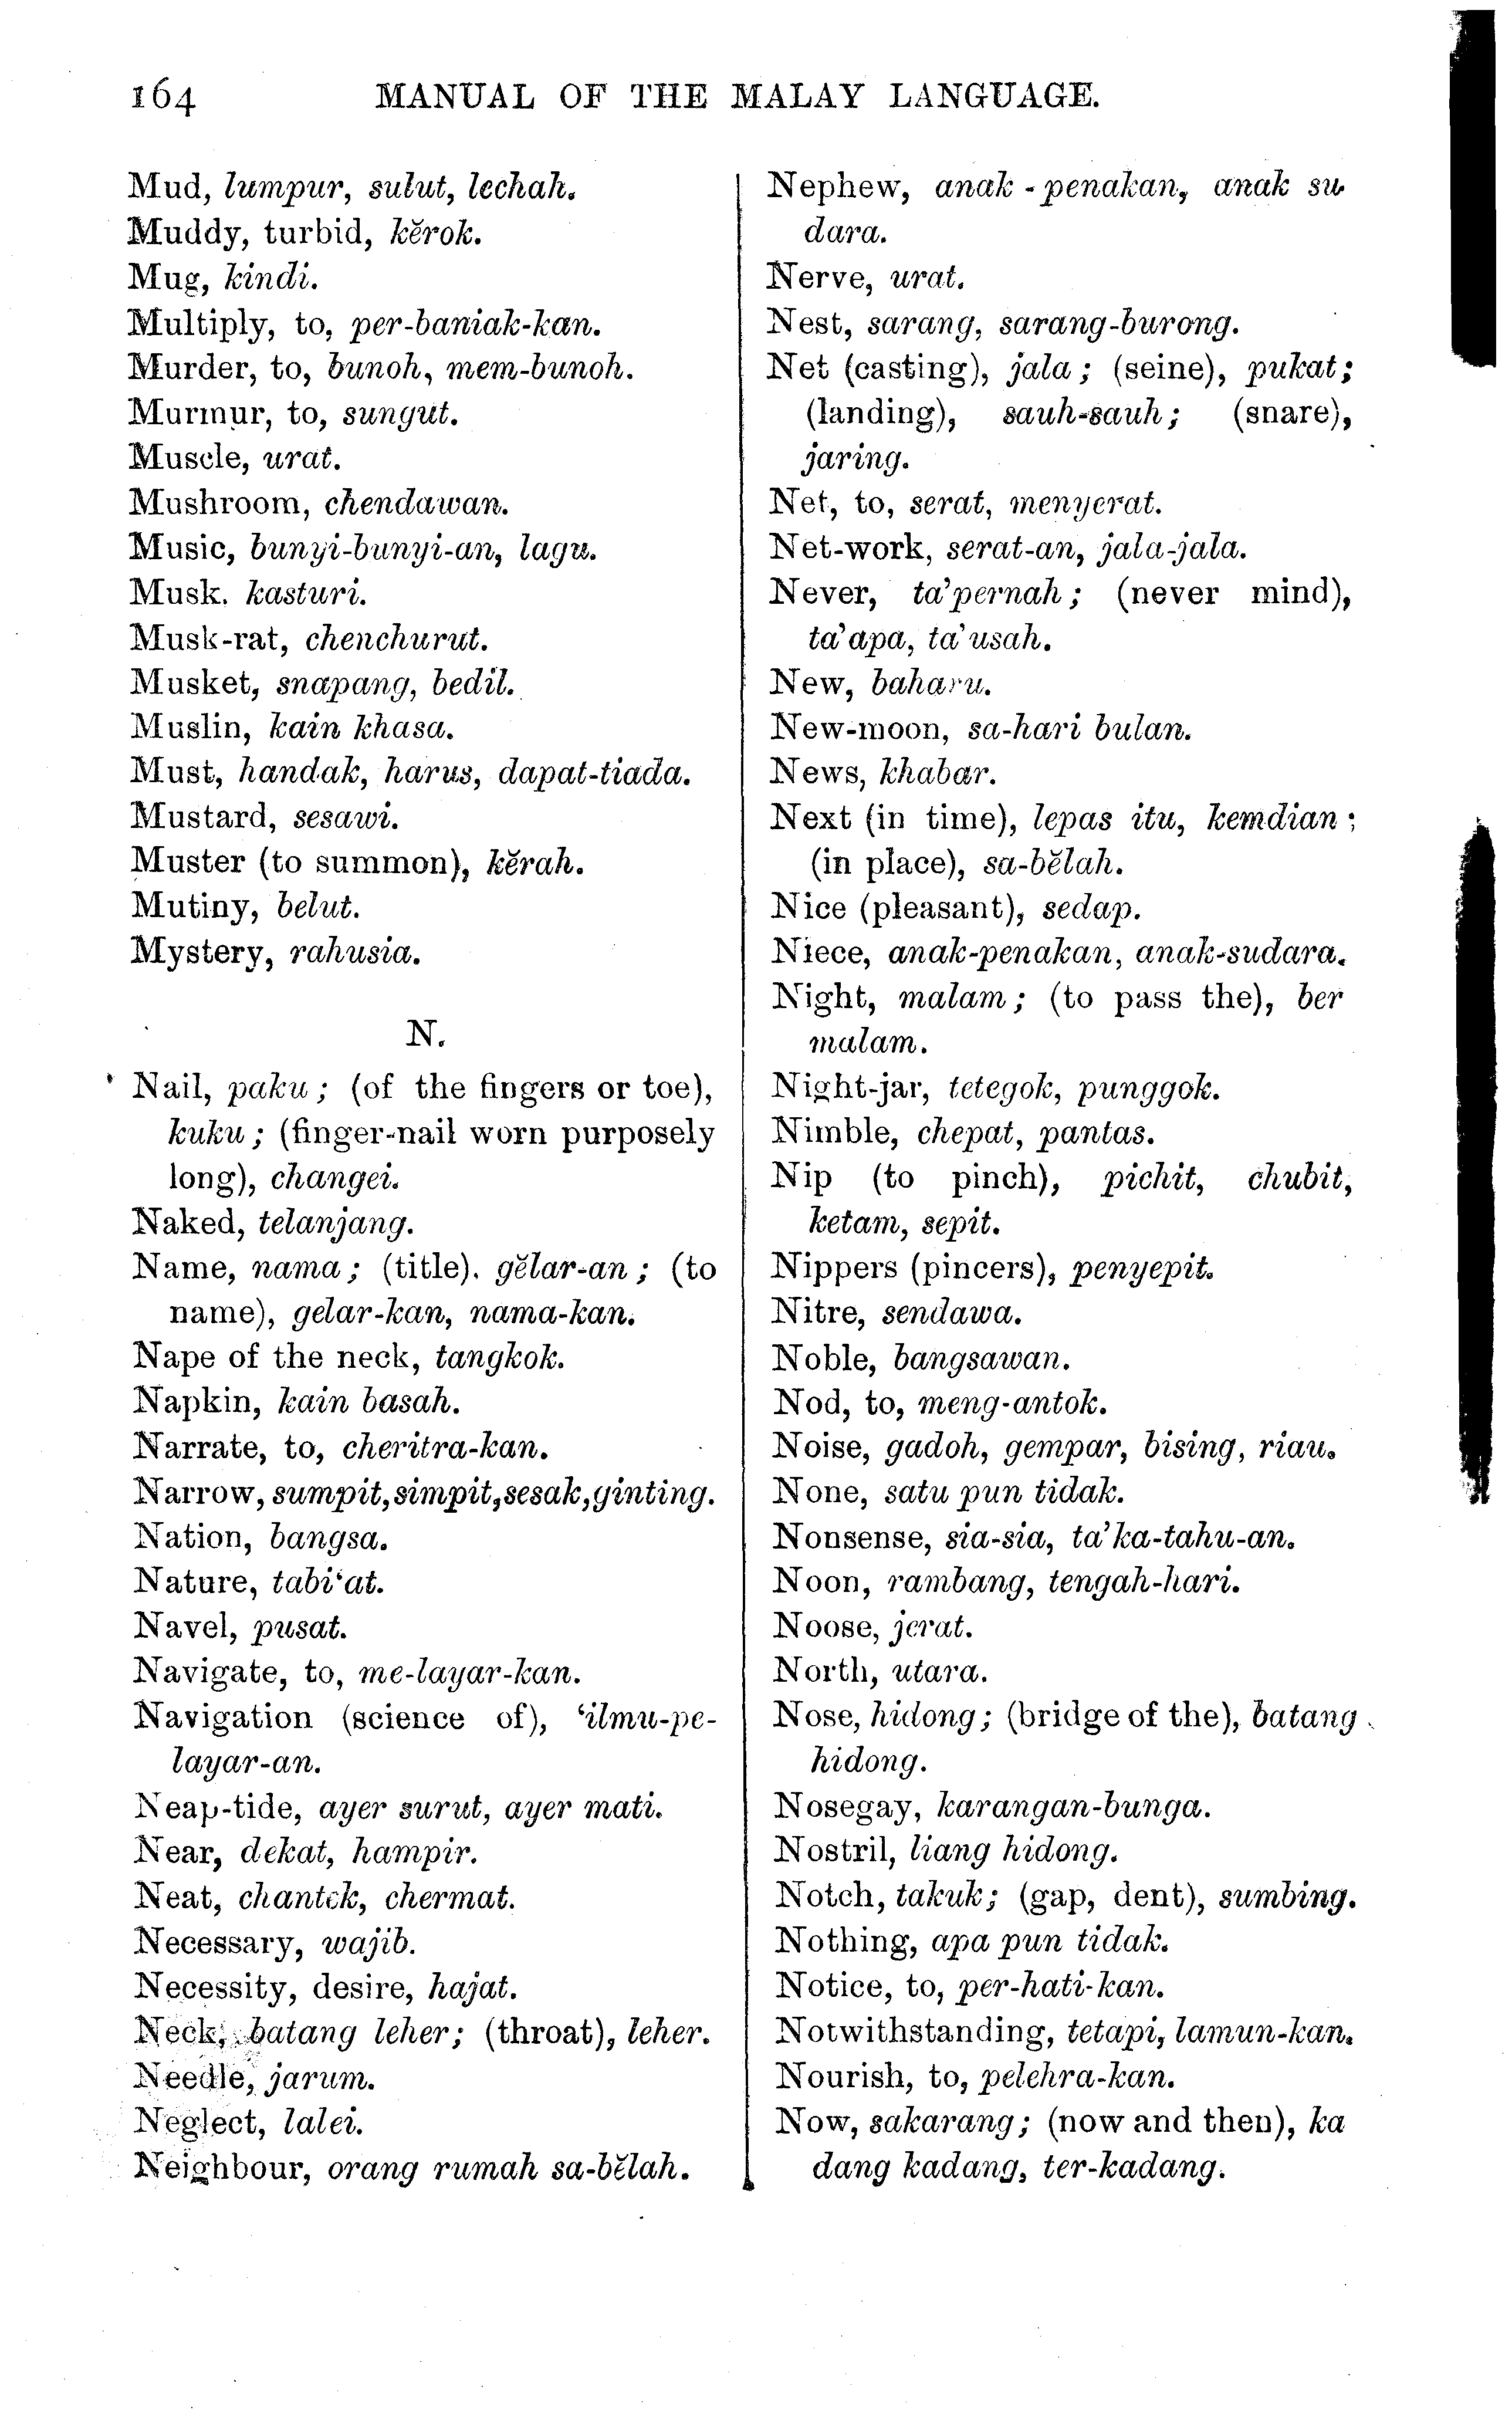 164 MANUAL OF THE MALAY LANGUAGE.
Mud, lumpur, sulut, lechah.
Muddy, turbid, kĕrok.
Mug, kindi.
Multiply, to, per-baniak-kan.
Murder, to, bunoh, mem-bunoh.
Murmur, to, sungut.
Muscle, urat.
Mushroom, chendawan.
Music, bunyi-bunyi-an, lagu.
Musk. kasturi.
Musk-rat, chenchurut.
Musket, snapang, bedil.
Muslin, kain khasa.
Must, handak, harus, dapat-tiada.
Mustard, sesawi.
Muster (to summon), kĕrah.
Mutiny, belut.
Mystery, rahusia.
N.
Nail, paku; (of the fingers or toe),
kuku; (finger-nail worn purposely
long), changei.
Naked, telanjang.
Name, nama; (title). gĕlar-an; (to
name), gelar-kan, nama-kan.
Nape of the neck, tangkok.
Napkin, kain basah.
Narrate, to, cheritra-kan.
Narrow, sumpit, simpit, sesak, ginting.
Nation, bangsa.
Nature, tabi‘at.
Navel, pusat.
Navigate, to, me-layar-kan.
Navigation (science of), ‘ilmu-pe-
layar-an.
Neap-tide, ayer surut, ayer mati.
Near, dekat, hampir.
Neat, chantek, chermat.
Necessary, wajib.
Necessity, desire, hajat.
Neck, batang leher; (throat), leher.
Needle, jarum.
Neglect, lalei.
Neighbour, orang rumah sa-bĕlah.
Nephew, anak - penakan, anak su
dara.
Nerve, urat.
Nest, sarang, sarang-burong.
Net (casting), jala; (seine), pukat;
(landing), sauh-sauh; (snare),
jaring.
Net, to, serat, menyerat.
Net-work, serat-an, jala-jala.
Never, ta’pernah; (never mind),
ta’apa, ta’usah.
New, baharu.
New-moon, sa-hari bulan.
News, khabar.
Next (in time), lepas itu, kemdian;
(in place), sa-bĕlah.
Nice (pleasant), sedap.
Niece, anak-penakan, anak-sudara.
Night, malam; (to pass the), ber
malam.
Night-jar, tetegok, punggok.
Nimble, chepat, pantas.
Nip (to pinch), pichit, chubit,
ketam, sepit.
Nippers (pincers), penyepit.
Nitre, sendawa.
Noble, bangsawan.
Nod, to, meng-antok.
Noise, gadoh, gempar, bising, riau.
None, satu pun tidak.
Nonsense, sia-sia, ta’ka-tahu-an.
Noon, rambang, tengah-hari.
Noose, jerat.
North, utara.
Nose, hidong; (bridge of the), batang
hidong.
Nosegay, karangan-bunga.
Nostril, liang hidong.
Notch, takuk; (gap, dent), sumbing.
Nothing, apa pun tidak.
Notice, to, per-hati-kan.
Notwithstanding, tetapi, lamun-kan.
Nourish, to, pelehra-kan.
Now, sakarang; (now and then), ka
dang kadang, ter-kadang.